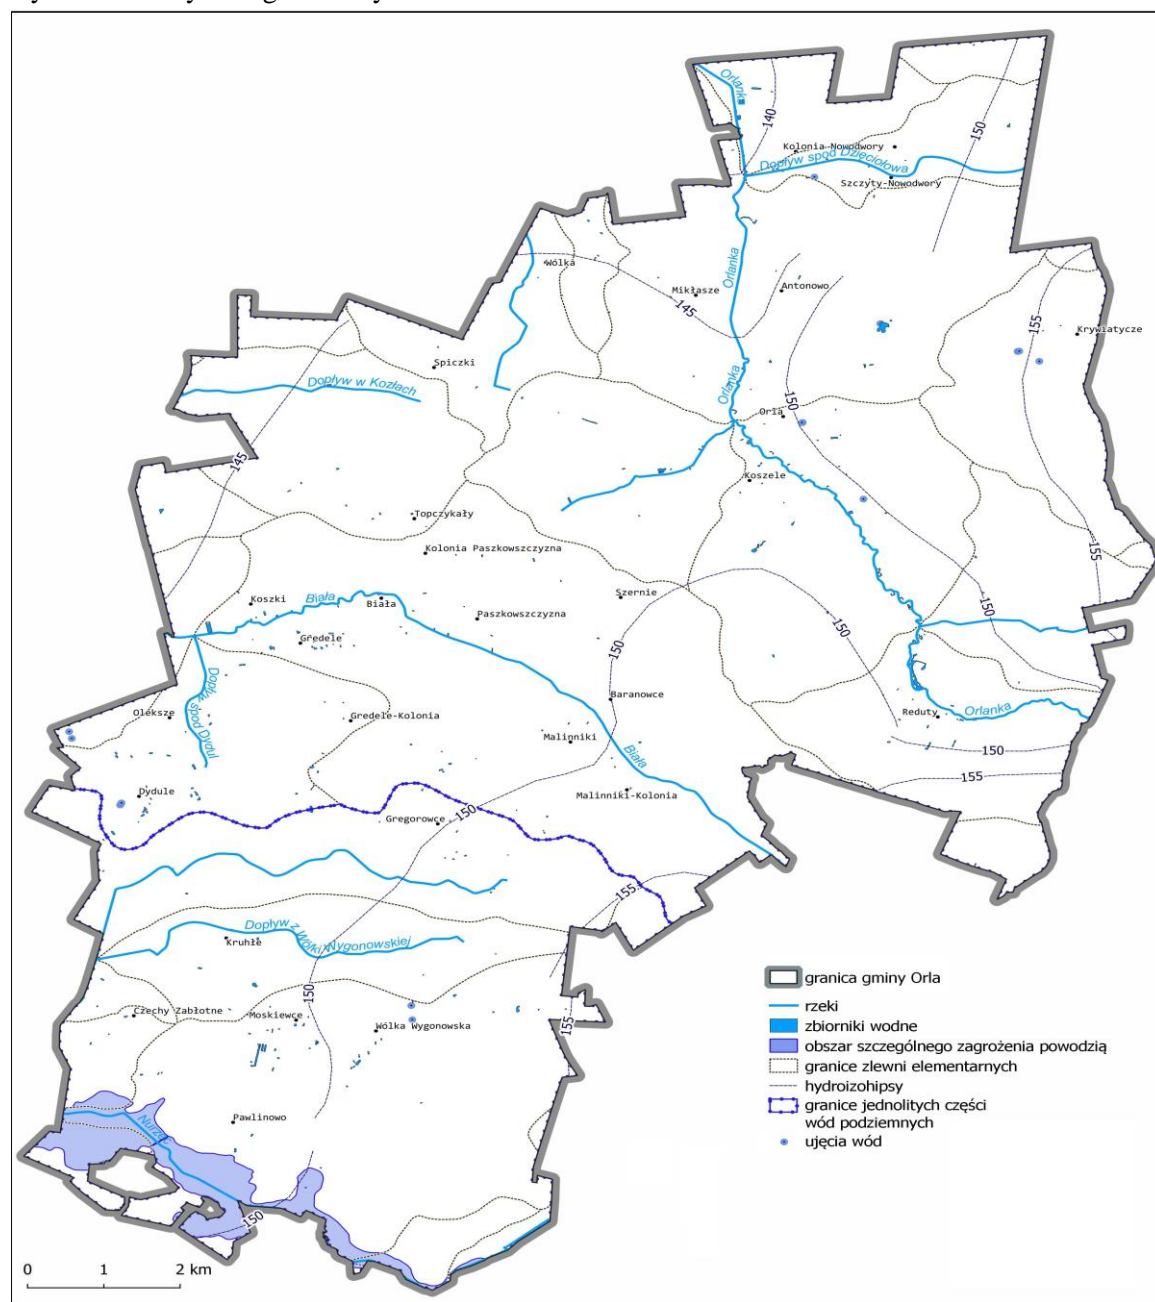 Orlanka
140
150
Kolonia-Nowodwory
Dopływ spod Dzięciołowa
Szczyty-Nowodwory
Wólka
Orlanka
Mikłasze
Antonowo
145
155
Krywiatycze
Spiczki
Dopływ w Kozłach
Orlanka
150
Orla
145
Koszele
Topczykały
Kolonia Paszkowszczyzna
155
Koszki
Biała
Biała
Szernie
Paszkowszczyzna
150
150
150
Gredele
Dopływ spod Dydul
Baranowce
Oleksze
Gredele-Kolonia
Reduty
Orlanka
Malinniki
Biała
150
155
Dydule
Malinniki-Kolonia
150
Gregorowce
155
Dopływ z Wólki Wygonowskiej
Kruhłe
150
Czechy Zabłotne
Moskiewce
Wólka Wygonowska
155
Pawlinowo
Nurzec
150
granica gminy Orla
rzeki
zbiorniki wodne
obszar szczególnego zagrożenia powodzią
granice zlewni elementarnych
hydroizohipsy
granice jednolitych części
wód podziemnych
ujęcia wód
0 1 2 km